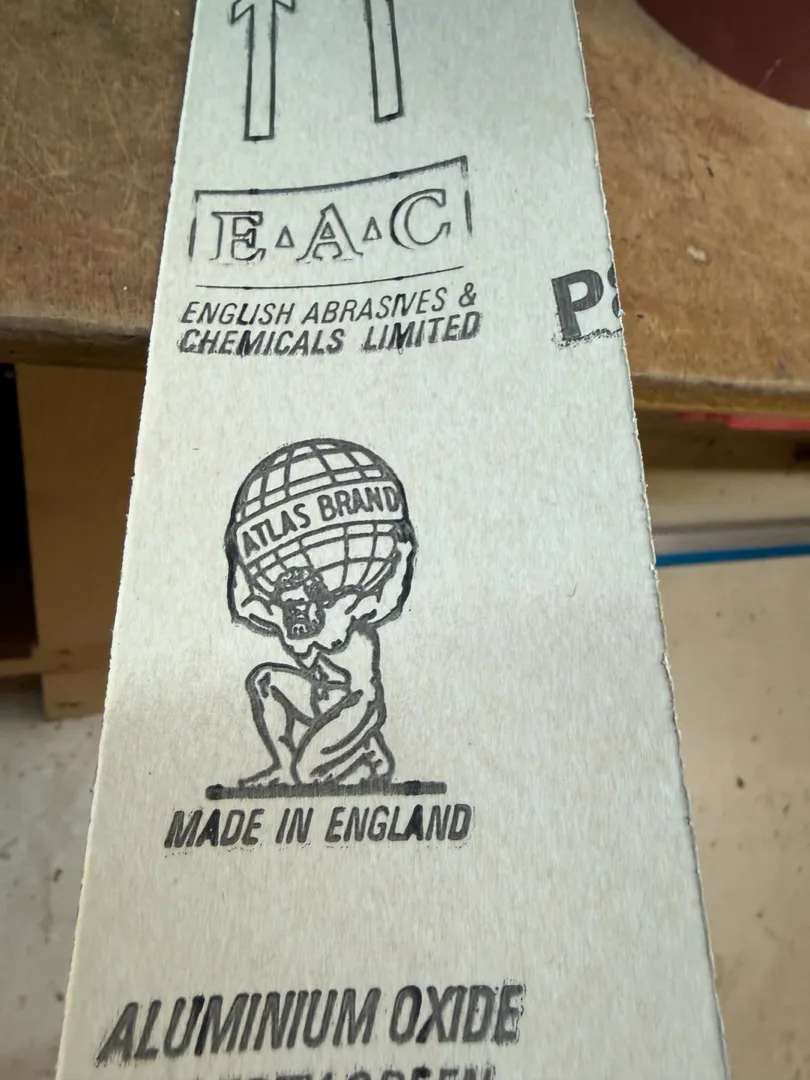 E▵A▵C
ENGLISH ABRASIVES &
CHEMICALS LIMITED
P
ATLAS BRAND
MADE IN ENGLAND
ALUMINIUM OXIDE